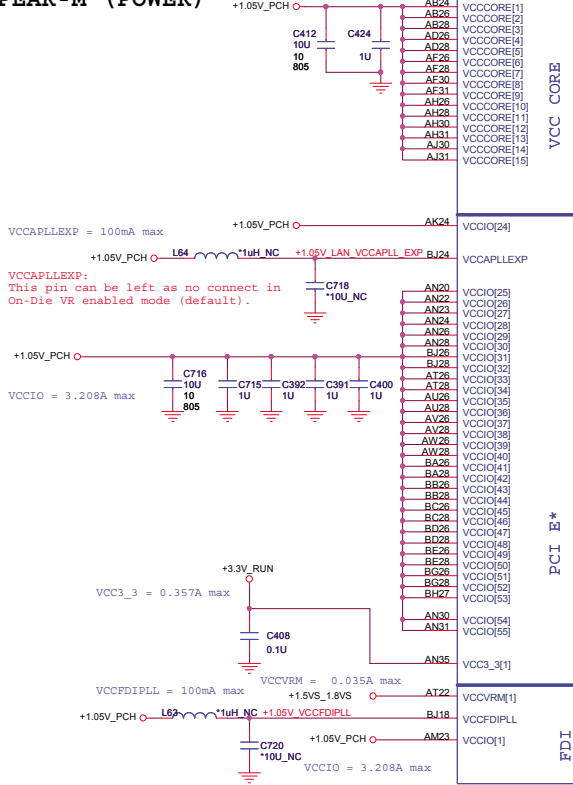 PEAK-M (POWER)
+1.05V_PCH
C412
10U
10
805
C424
1U
AB24 VCCCORE[1]
AB26 VCCCORE[2]
AB28 VCCCORE[3]
AD26 VCCCORE[4]
AD28 VCCCORE[5]
AF26 VCCCORE[6]
AF28 VCCCORE[7]
AF30 VCCCORE[8]
AF31 VCCCORE[9]
AH26 VCCCORE[10]
AH28 VCCCORE[11]
AH30 VCCCORE[12]
AH31 VCCCORE[13]
AJ30 VCCCORE[14]
AJ31 VCCCORE[15]
VCC CORE
+1.05V_PCH AK24 VCCIO[24]
VCCAPLLEXP = 100mA max
+1.05V_PCH L64 *1uH_NC +1.05V_LAN_VCCAPLL_EXP BJ24 VCCAPLLEXP
VCCAPLLEXP:
This pin can be left as no connect in
On-Die VR enabled mode (default).
C718
*10U_NC
AN20 VCCIO[25]
AN22 VCCIO[26]
AN23 VCCIO[27]
AN24 VCCIO[28]
AN26 VCCIO[29]
AN28 VCCIO[30]
BJ26 VCCIO[31]
BJ28 VCCIO[32]
AT26 VCCIO[33]
AT28 VCCIO[34]
AU26 VCCIO[35]
AU28 VCCIO[36]
AV26 VCCIO[37]
AV28 VCCIO[38]
AW26 VCCIO[39]
AW28 VCCIO[40]
BA26 VCCIO[41]
BA28 VCCIO[42]
BB26 VCCIO[43]
BB28 VCCIO[44]
BC26 VCCIO[45]
BC28 VCCIO[46]
BD26 VCCIO[47]
BD28 VCCIO[48]
BE26 VCCIO[49]
BE28 VCCIO[50]
BG26 VCCIO[51]
BG28 VCCIO[52]
BH27 VCCIO[53]
AN30 VCCIO[54]
AN31 VCCIO[55]
PCI E*
+1.05V_PCH
VCCIO = 3.208A max
C716
10U
10
805
C715
1U
C392
1U
C391
1U
C400
1U
+3.3V_RUN
VCC3_3 = 0.357A max
C408
0.1U
AN35 VCC3_3[1]
VCCVRM = 0.035A max
+1.5VS_1.8VS AT22 VCCVRM[1]
VCCFDIPLL = 100mA max
+1.05V_PCH L63 *1uH_NC +1.05V_VCCFDIPLL BJ18 VCCFDIPLL
C720
*10U_NC
+1.05V_PCH AM23 VCCIO[1]
VCCIO = 3.208A max
FDI